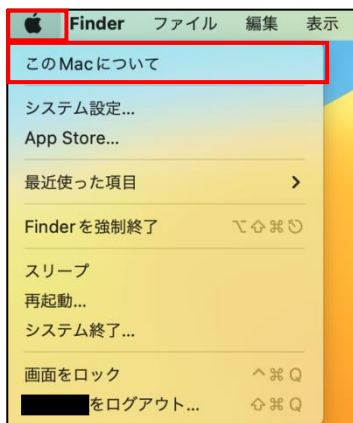 Finder ファイル 編集 表示
このMacについて
システム設定...
App Store...
最近使った項目
Finderを強制終了 ⌥⇧⌘⎋
スリープ
再起動...
システム終了...
画面をロック ^⌘Q
をログアウト... ⇧⌘Q